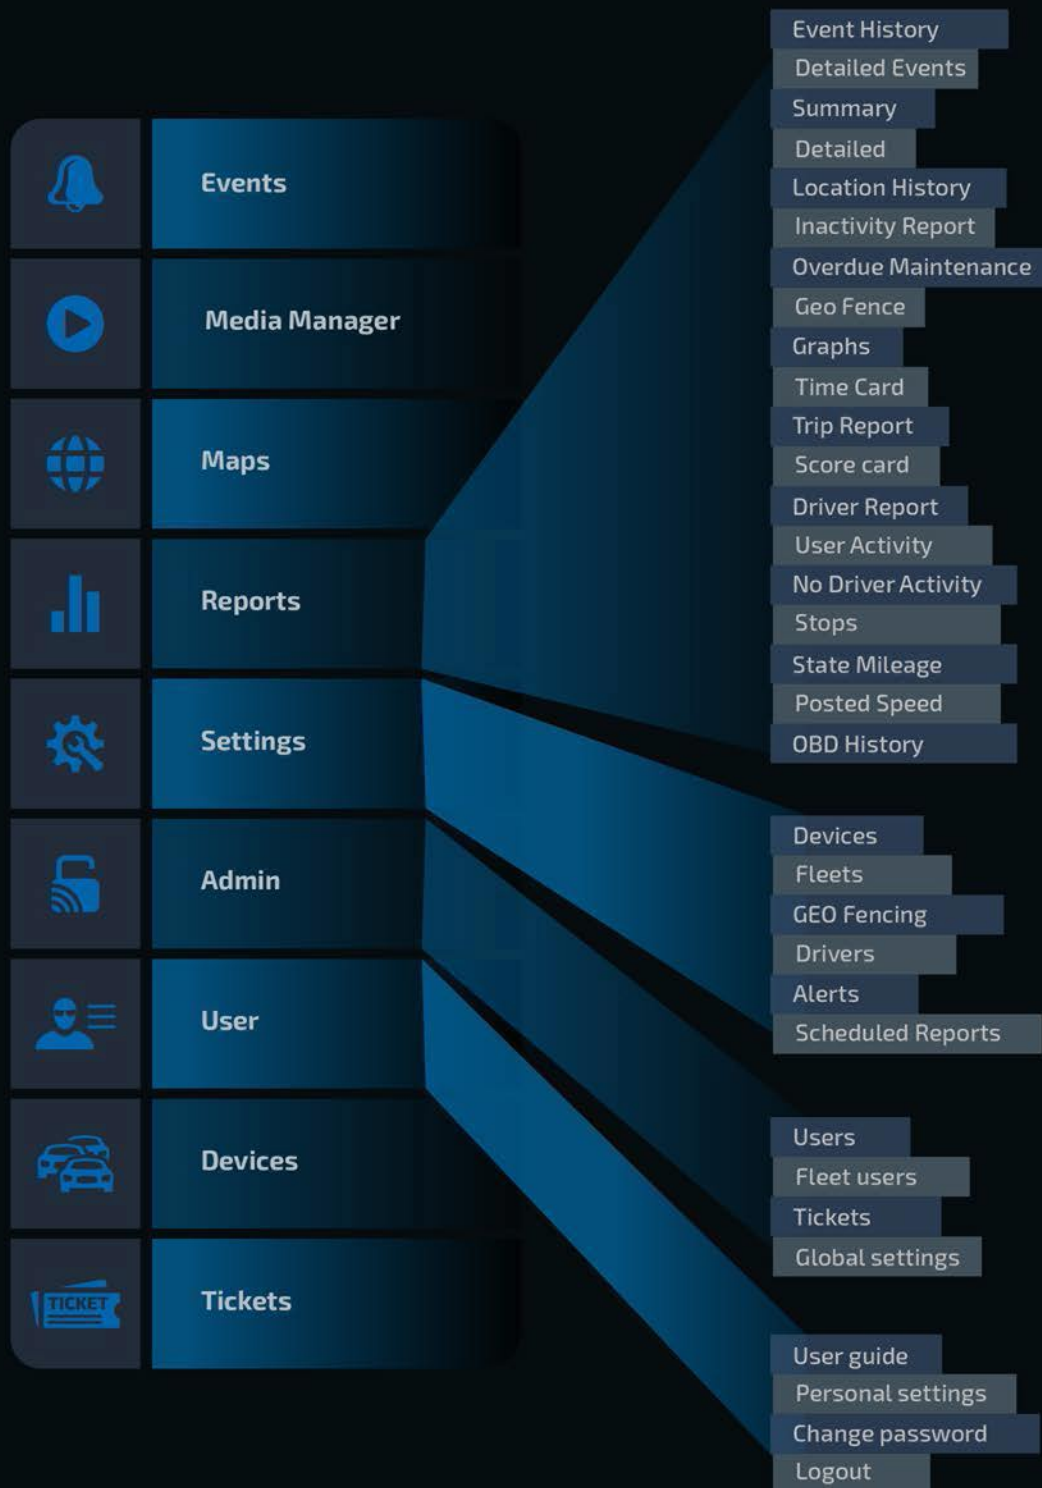 Events
Media Manager
Maps
Reports
Settings
Admin
User
Devices
TICKET
Tickets
Event History
Detailed Events
Summary
Detailed
Location History
Inactivity Report
Overdue Maintenance
Geo Fence
Graphs
Time Card
Trip Report
Score card
Driver Report
User Activity
No Driver Activity
Stops
State Mileage
Posted Speed
OBD History
Devices
Fleets
GEO Fencing
Drivers
Alerts
Scheduled Reports
Users
Fleet users
Tickets
Global settings
User guide
Personal settings
Change password
Logout